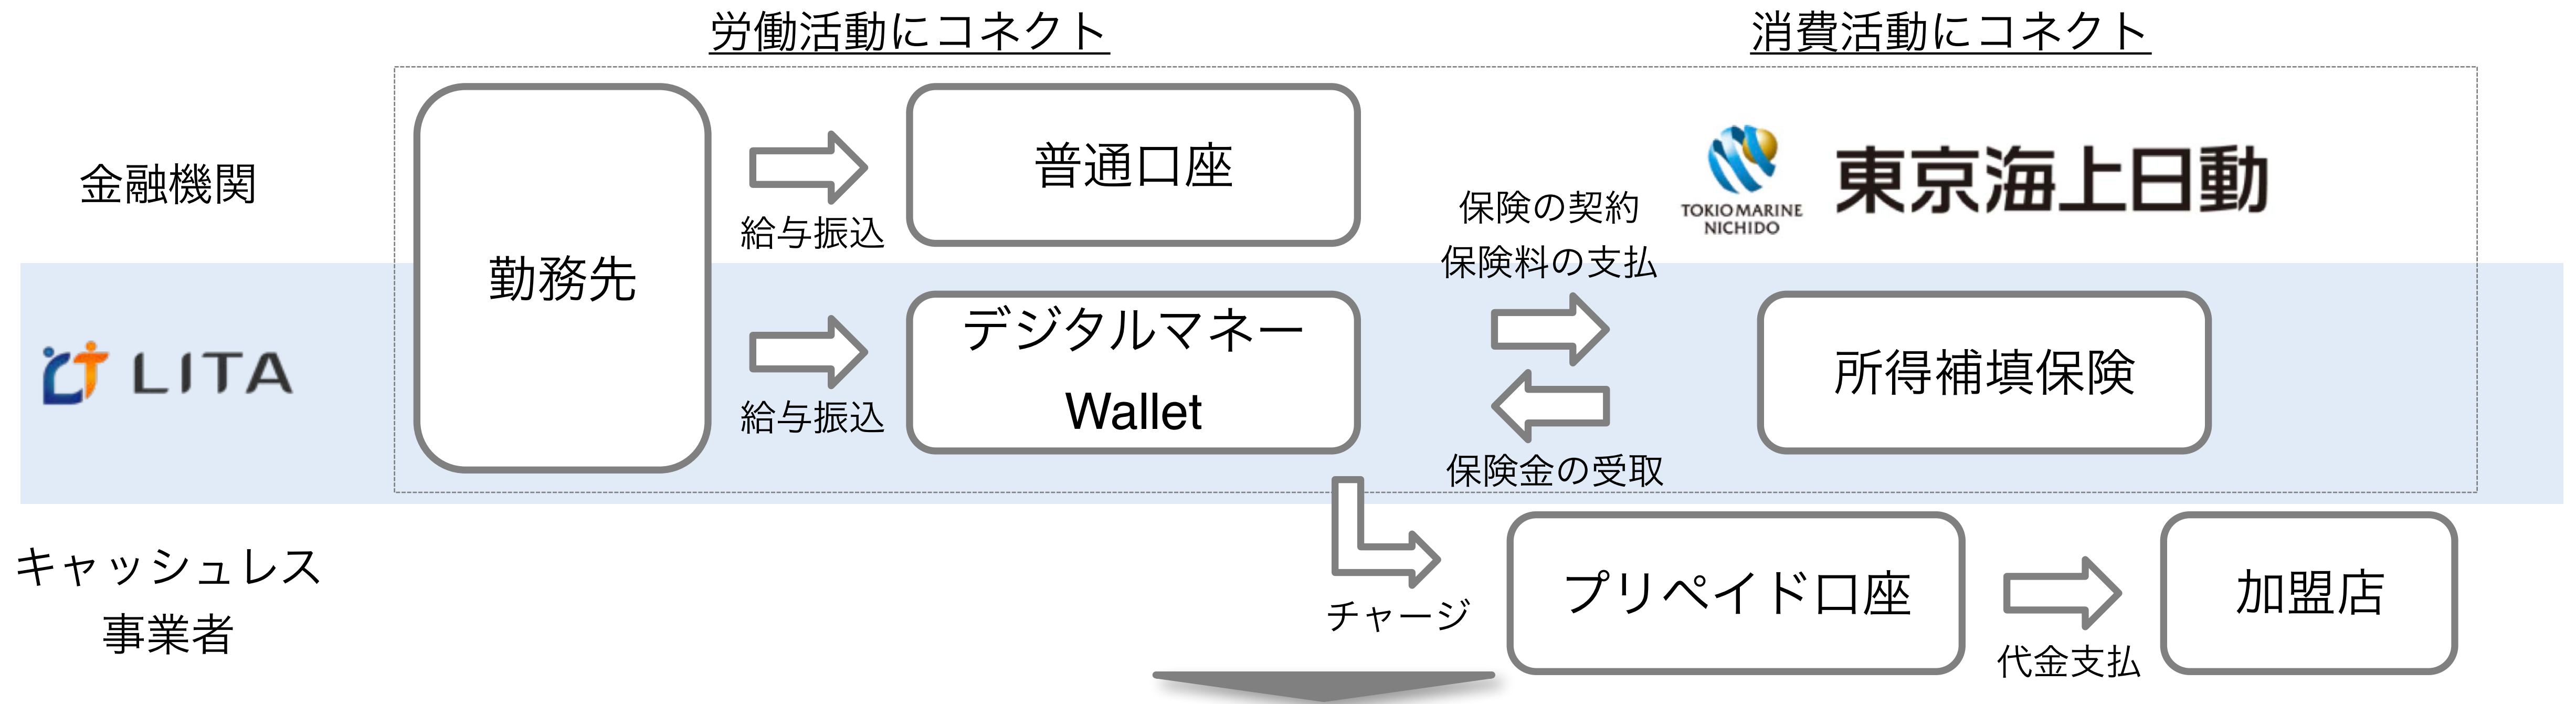 労働活動にコネクト
消費活動にコネクト
金融機関
勤務先
給与振込
普通口座
保険の契約
保険料の支払
TOKIO MARINE
NICHIDO
東京海上日動
LITA
給与振込
デジタルマネー
Wallet
保険金の受取
所得補填保険
キャッシュレス
事業者
チャージ
プリペイド口座
代金支払
加盟店